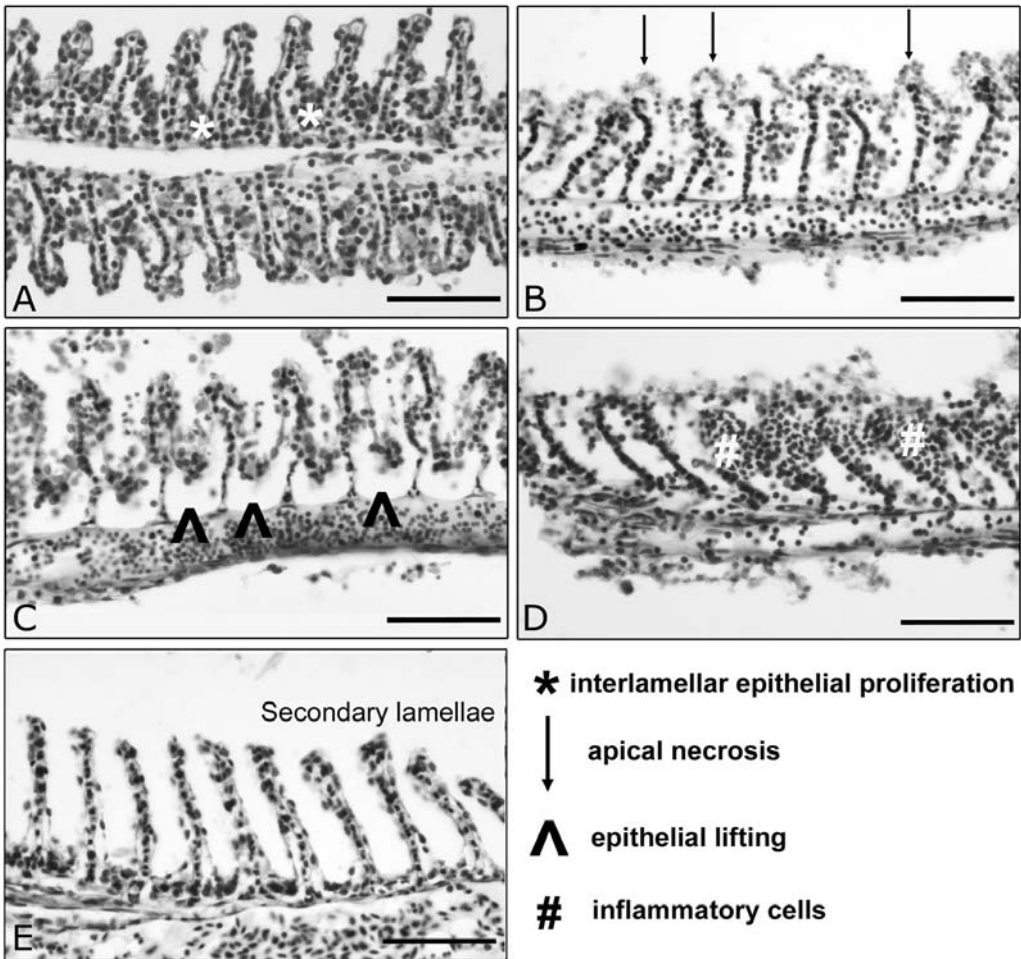 A
*
*
B
C
Λ Λ Λ
D
#
#
E
Secondary lamellae
* interlamellar epithelial proliferation
apical necrosis
Λ epithelial lifting
# inflammatory cells